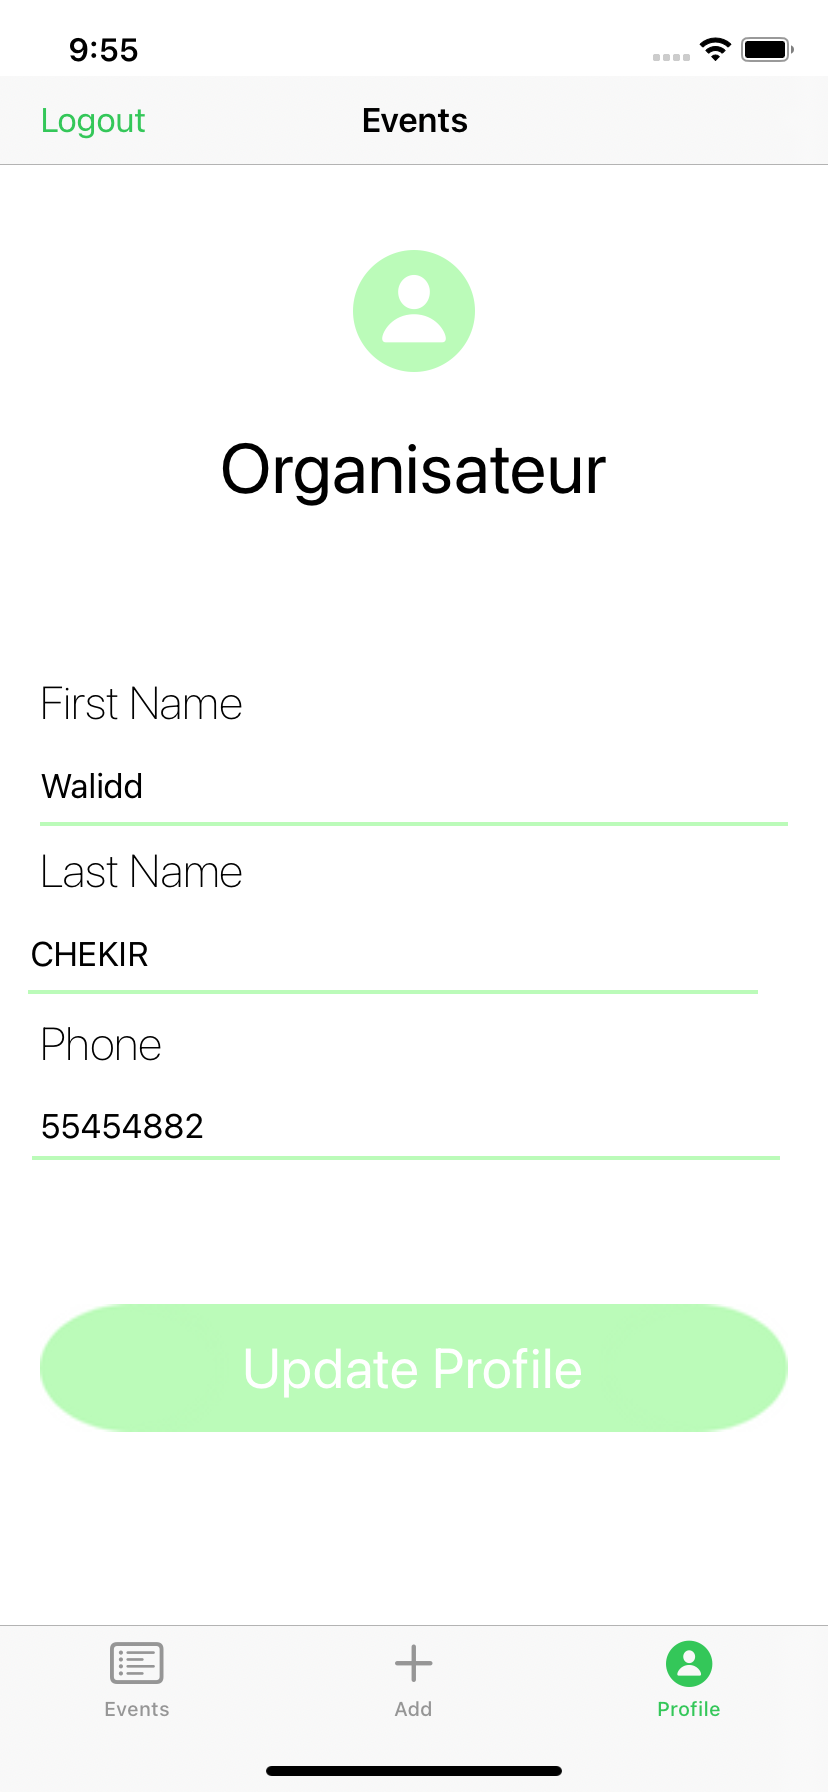 9:55
Logout
Events
Organisateur
First Name
Walidd
Last Name
CHEKIR
Phone
55454882
Update Profile
Events
Add
Profile